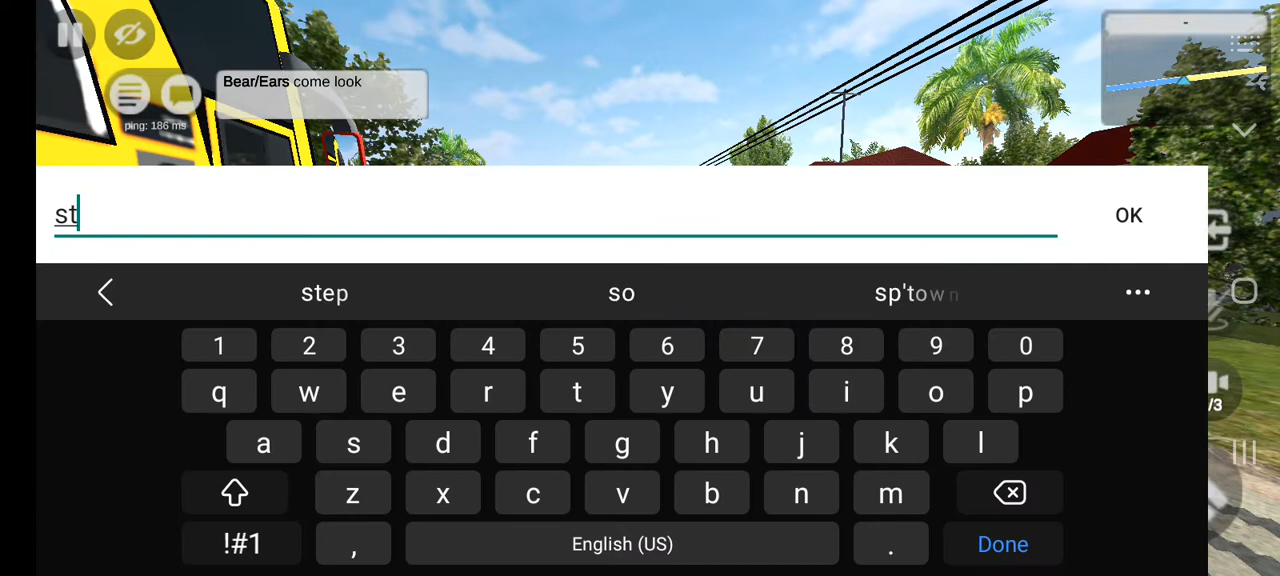 Bear/Ears come look
ping: 186 ms
st
OK
step so sp'town
1 2 3 4 5 6 7 8 9 0
q w e r t y u i o p
a s d f g h j k l
z x c v b n m
!#1 , English (US) . Done
/3